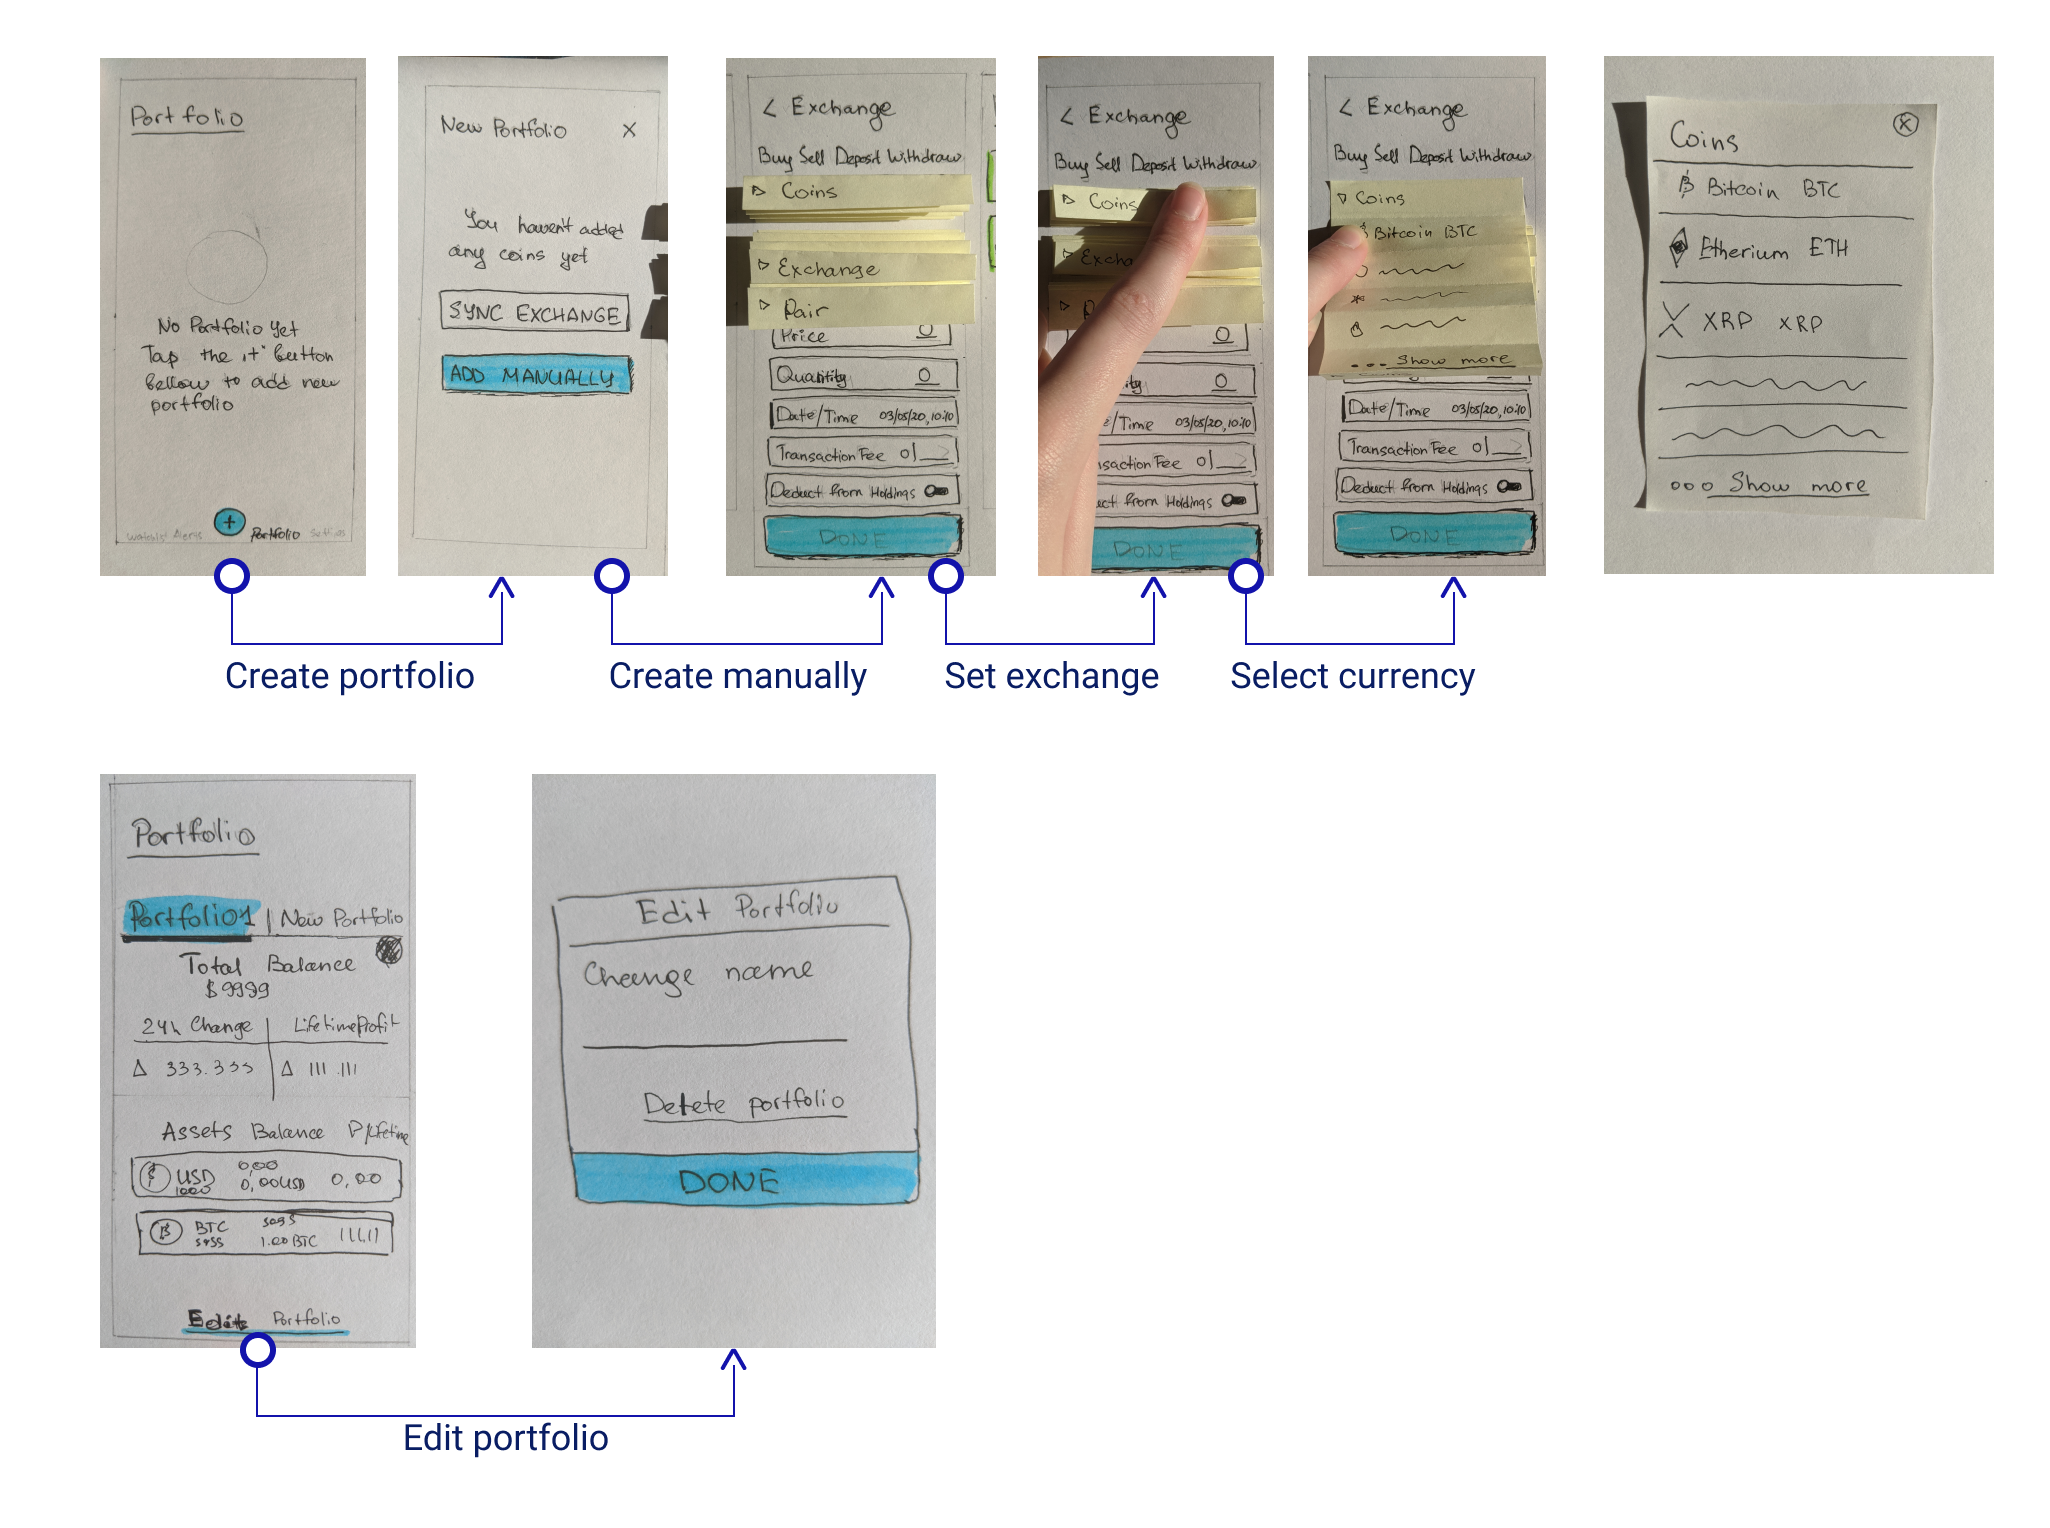 Portfolio
No Portfolio yet
Tap the "+" button
bellow to add new
portfolio
+
Watchlist Alerts Portfolio Settings
New Portfolio X
You haven't added
any coins yet
SYNC EXCHANGE
ADD MANUALLY
< Exchange
Buy Sell Deposit Withdraw
Coins
Exchange
Pair
Price 0
Quantity 0
Date/Time 03/05/20, 10:10
Transaction Fee 0
Deduct from Holdings
DONE
< Exchange
Buy Sell Deposit Withdraw
Coins
Exch
P
0
tity 0
e/Time 03/05/20, 10:10
nsaction Fee 0
uct from Holdings
DONE
< Exchange
Buy Sell Deposit Withdraw
Coins
Bitcoin BTC
... Show more
Date/Time 03/05/20, 10:10
Transaction Fee 0
Deduct from Holdings
DONE
Coins X
Bitcoin BTC
Etherium ETH
XRP XRP
ooo Show more
Create portfolio
Create manually
Set exchange
Select currency
Portfolio
Portfolio1 | New Portfolio
Total Balance
$9999
24h Change | Lifetime Profit
Δ 333.333 Δ 111.111
Assets Balance P/Lifetime
$ USD 0,00
1000 0,00USD 0,00
BTC
1.00 BTC 111,11
Edit Portfolio
Edit Portfolio
Change name
Delete portfolio
DONE
Edit portfolio